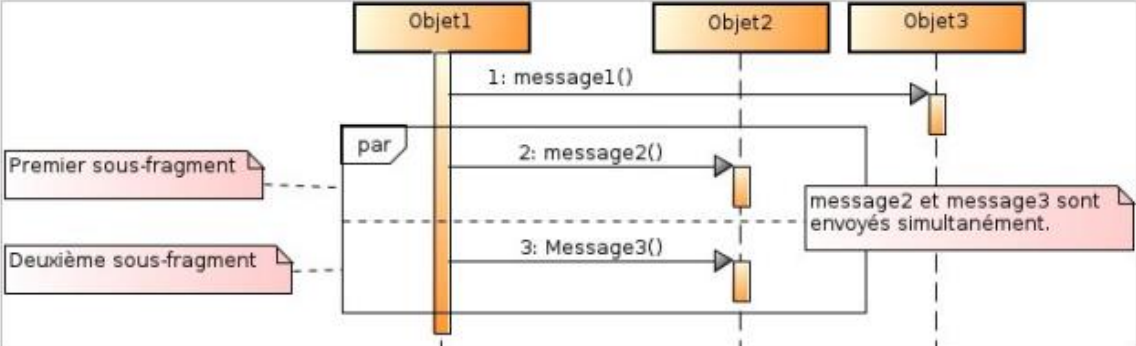 Objet1
Objet2
Objet3
1: message1()
par
2: message2()
Premier sous-fragment
message2 et message3 sont
envoyés simultanément.
3: Message3()
Deuxième sous-fragment